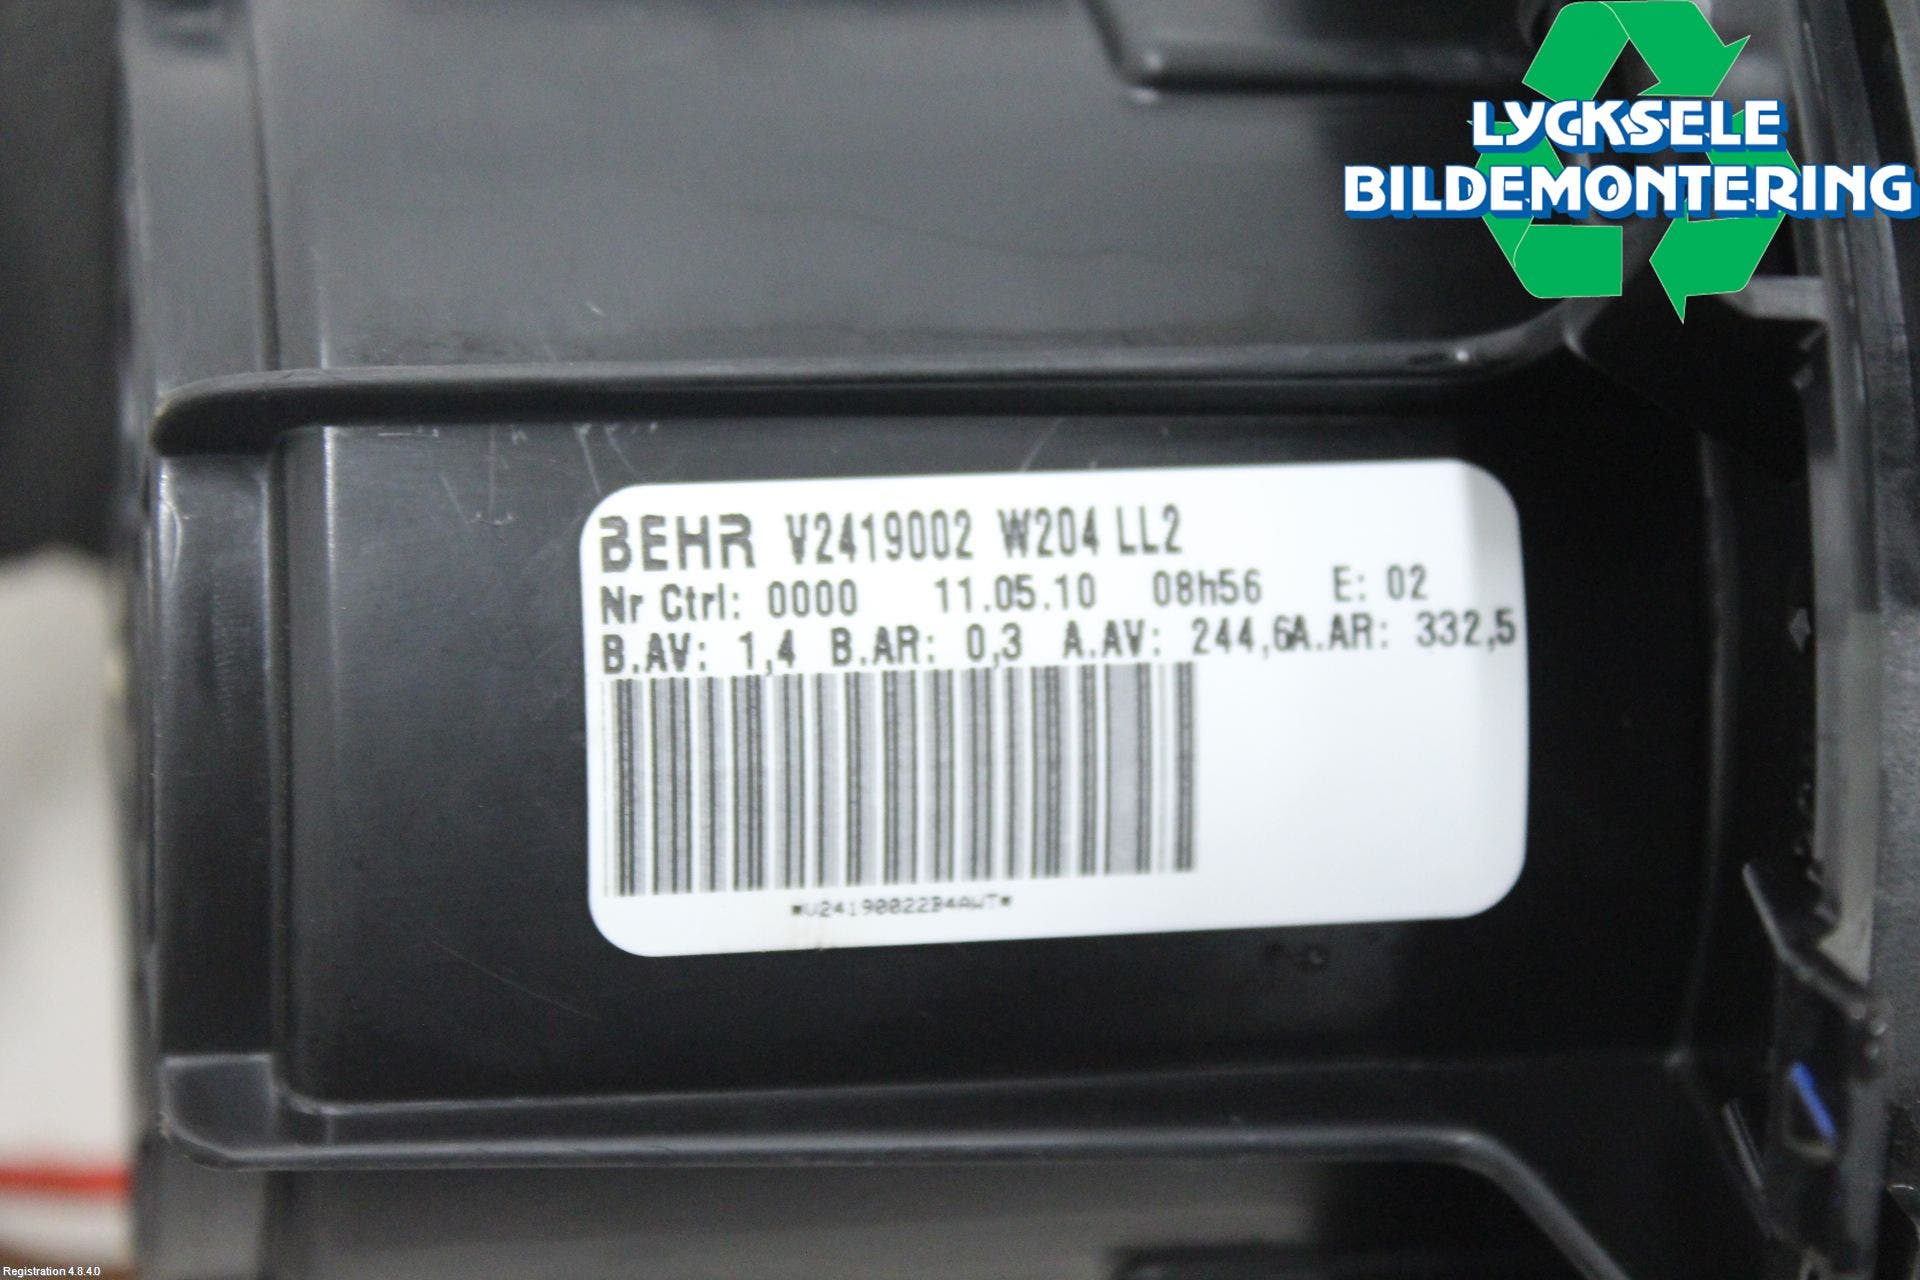 LYCKSELE
BILDEMONTERING
BEHR V2419002 W204 LL2
Nr Ctrl: 0000 11.05.10 08h56 E: 02
B.AV: 1,4 B.AR: 0,3 A.AV: 244,6A.AR: 332,5
*V24190022B4AWT*
Registration 4.8.4.0